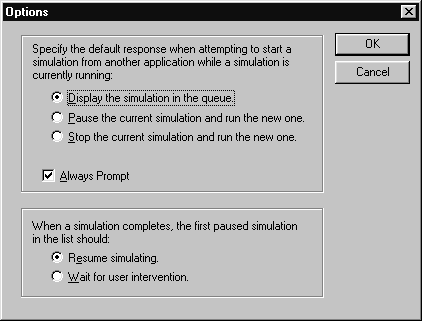 Options
Specify the default response when attempting to start a
simulation from another application while a simulation is
currently running:
Display the simulation in the queue.
Pause the current simulation and run the new one.
Stop the current simulation and run the new one.
Always Prompt
When a simulation completes, the first paused simulation
in the list should:
Resume simulating.
Wait for user intervention.
OK
Cancel